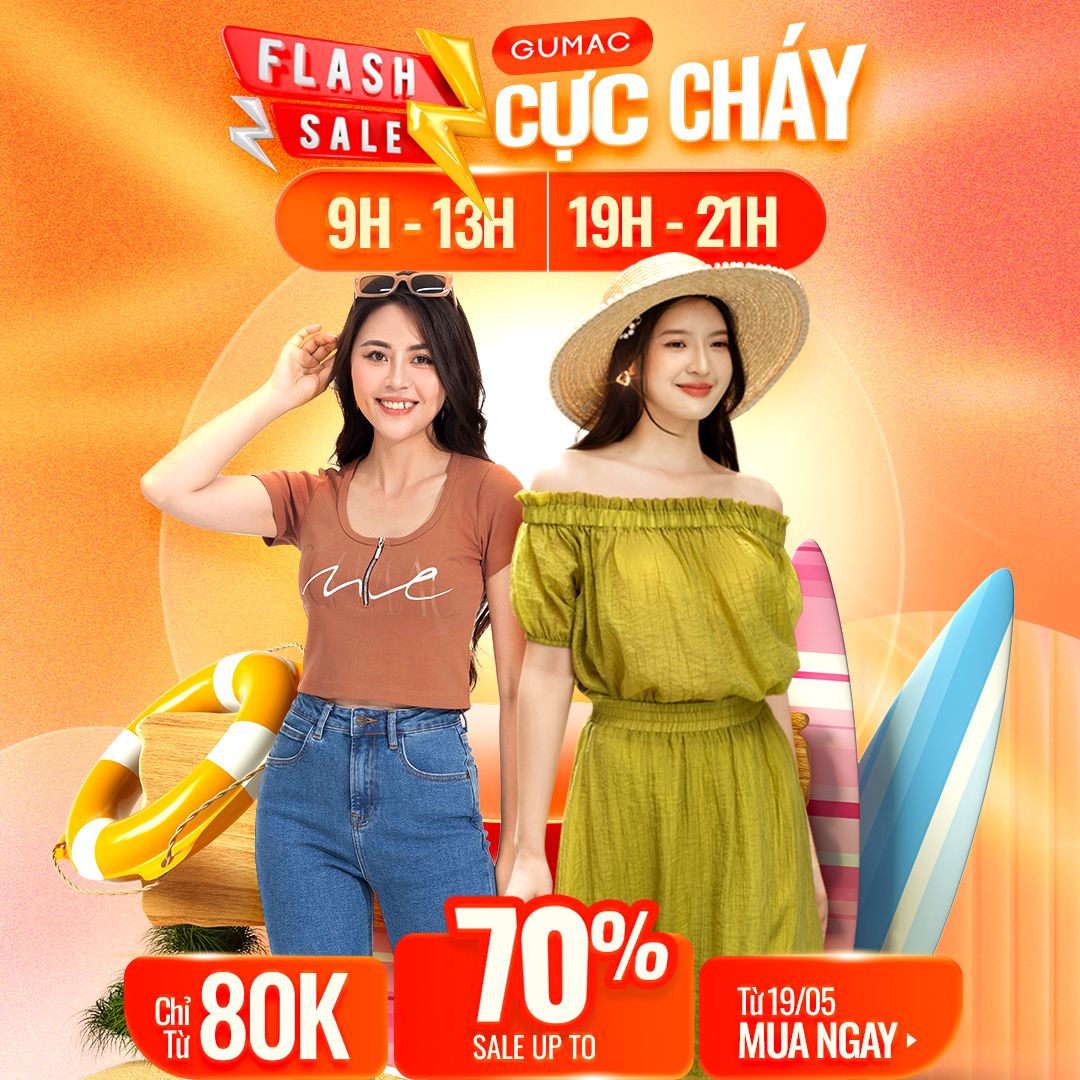 FLASH
SALE
GUMAC
CỰC CHÁY
9H - 13H
19H - 21H
me
Chỉ
Từ
80K
70%
SALE UP TO
Từ 19/05
MUA NGAY